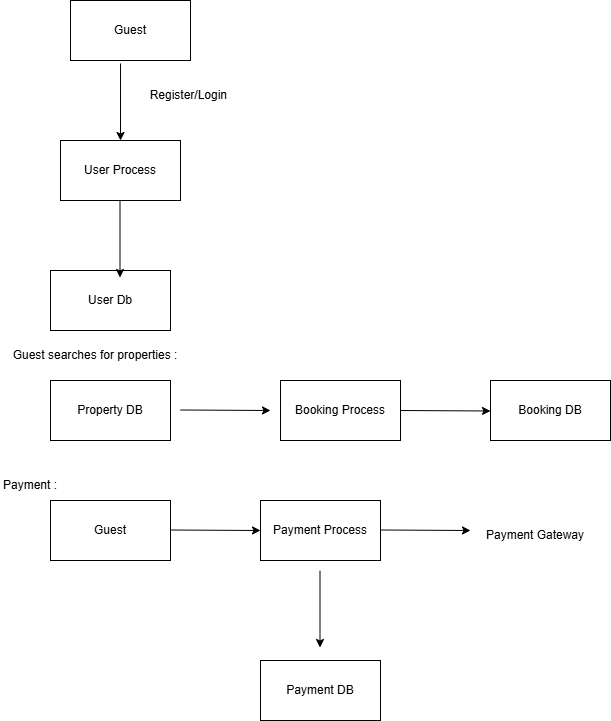 Guest
Register/Login
User Process
User Db
Guest searches for properties :
Property DB
Booking Process
Booking DB
Payment :
Guest
Payment Process
Payment Gateway
Payment DB